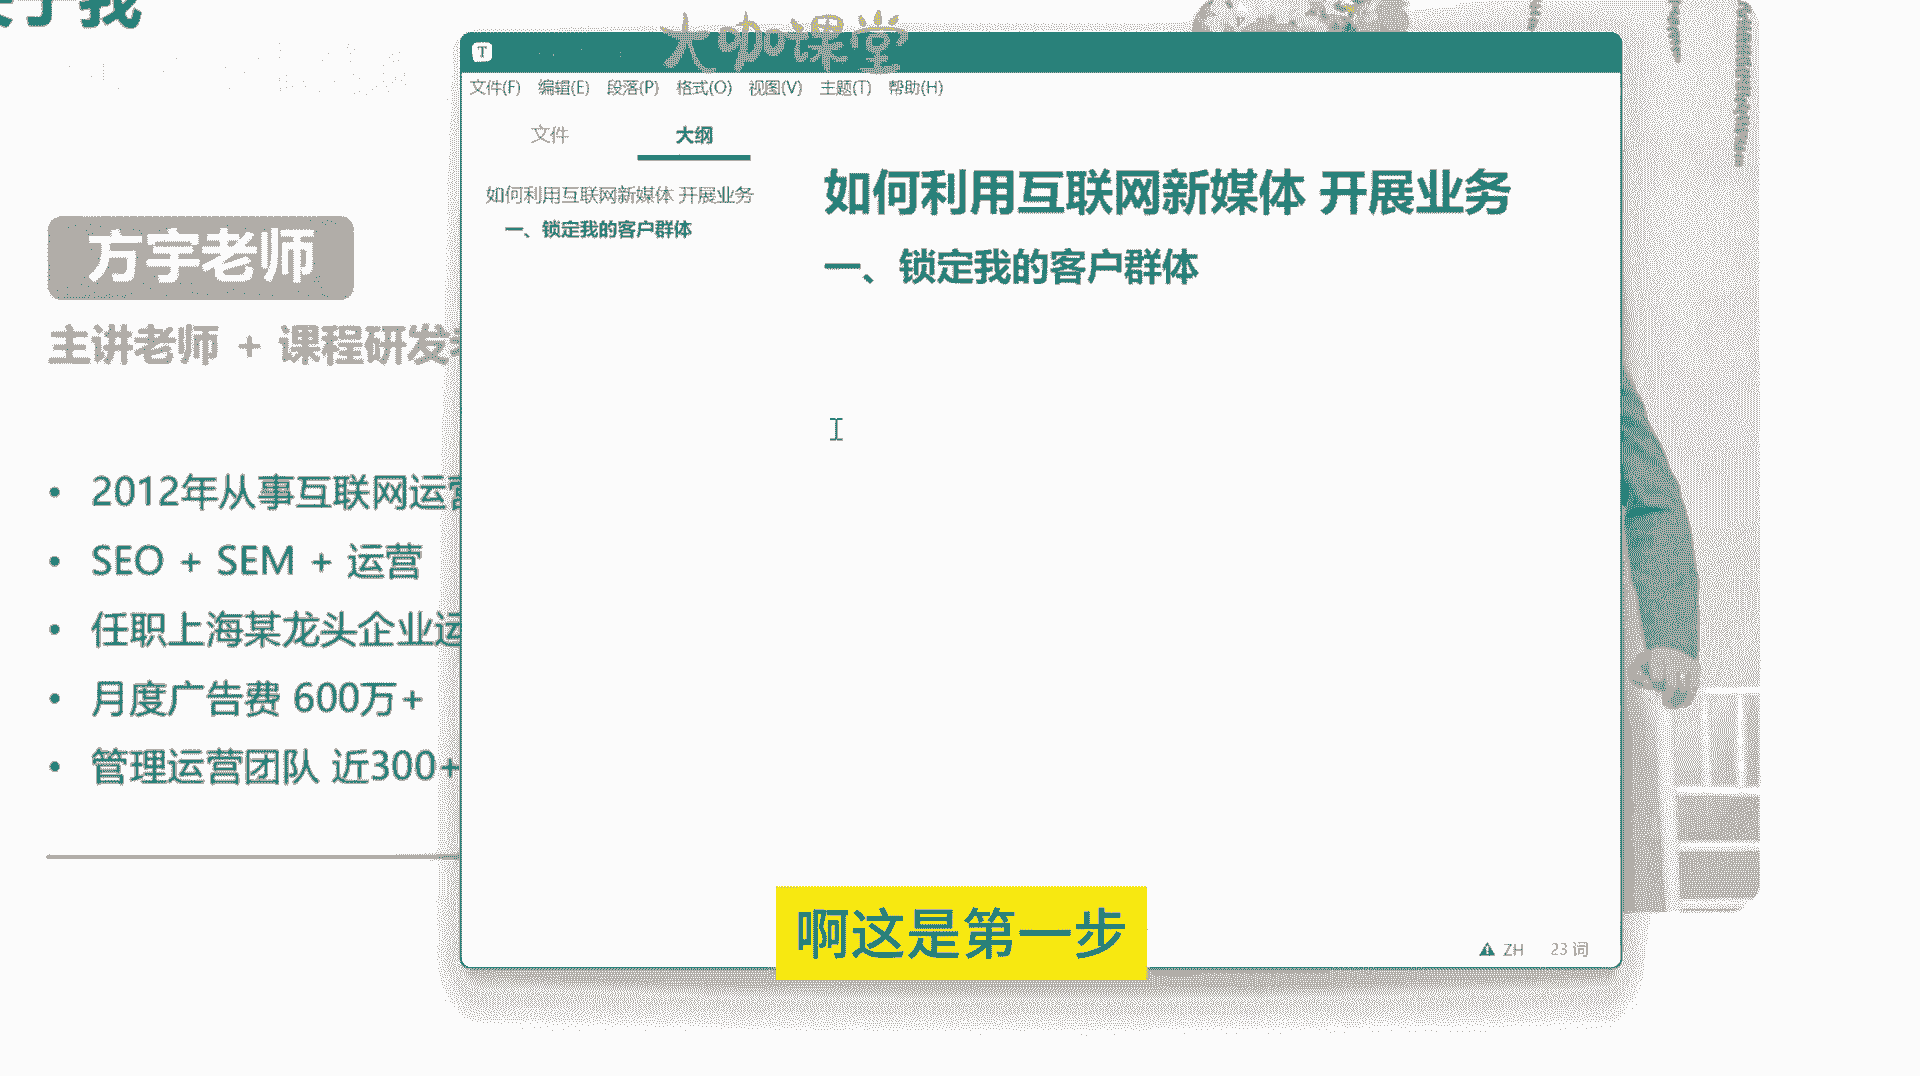 关于我
大咖课堂
T
文件(F) 编辑(E) 段落(P) 格式(O) 视图(V) 主题(T) 帮助(H)
文件 大纲
如何利用互联网新媒体 开展业务
一、锁定我的客户群体
如何利用互联网新媒体 开展业务
一、锁定我的客户群体
方宇老师
主讲老师 + 课程研发
• 2012年从事互联网运营
• SEO + SEM + 运营
• 任职上海某龙头企业运
• 月度广告费 600万+
• 管理运营团队 近300+
啊这是第一步
ZH 23 词